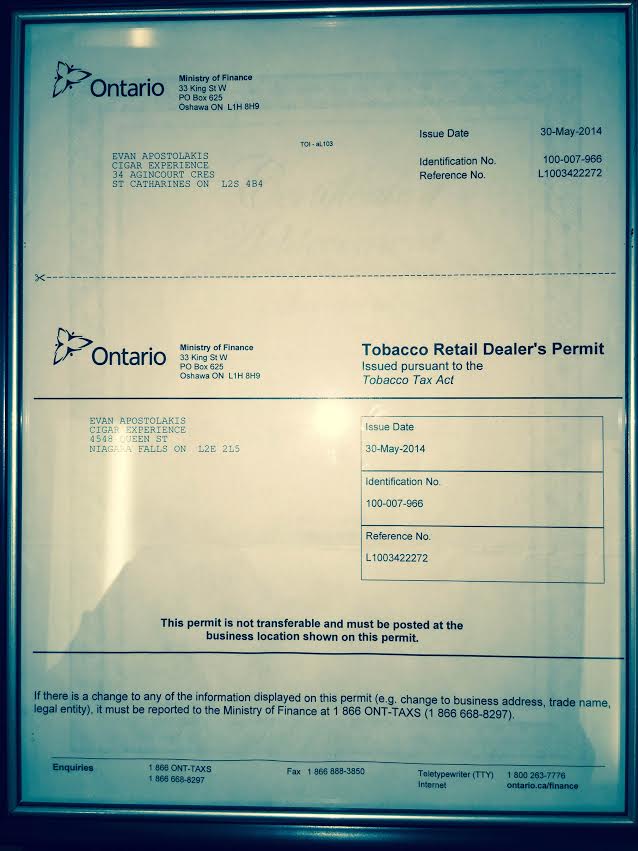 Ontario
Ministry of Finance
33 King St W
PO Box 625
Oshawa ON L1H 8H9
TOI - aL103
Issue Date 30-May-2014
Identification No. 100-007-966
Reference No. L1003422272
EVAN APOSTOLAKIS
CIGAR EXPERIENCE
34 AGINCOURT CRES
ST CATHARINES ON L2S 4B4
Ontario
Ministry of Finance
33 King St W
PO Box 625
Oshawa ON L1H 8H9
Tobacco Retail Dealer's Permit
Issued pursuant to the
Tobacco Tax Act
EVAN APOSTOLAKIS
CIGAR EXPERIENCE
4548 QUEEN ST
NIAGARA FALLS ON L2E 2L5
Issue Date
30-May-2014
Identification No.
100-007-966
Reference No.
L1003422272
This permit is not transferable and must be posted at the
business location shown on this permit.
If there is a change to any of the information displayed on this permit (e.g. change to business address, trade name,
legal entity), it must be reported to the Ministry of Finance at 1 866 ONT-TAXS (1 866 668-8297).
Enquiries 1 866 ONT-TAXS Fax 1 866 888-3850 Teletypewriter (TTY) 1 800 263-7776
1 866 668-8297 Internet ontario.ca/finance